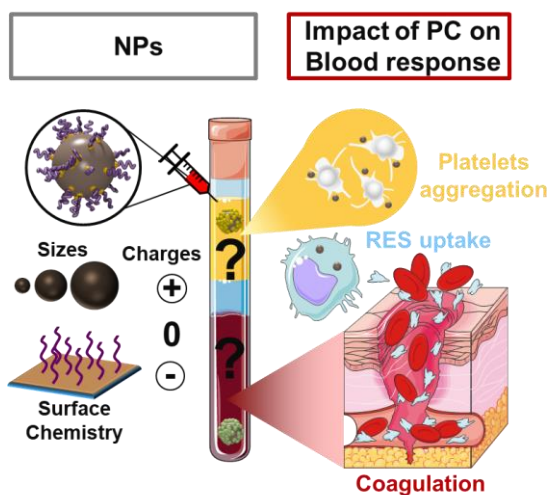 NPs
Impact of PC on
Blood response
Platelets
aggregation
RES uptake
Sizes
Charges
+
0
-
?
?
Surface
Chemistry
Coagulation